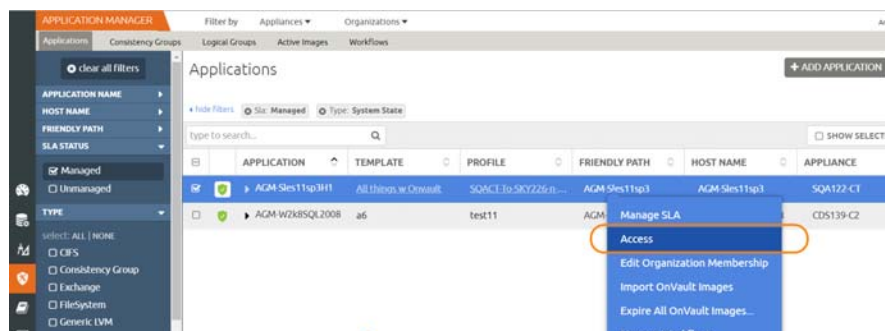 APPLICATION MANAGER Filter by Appliances Organizations
Applications Consistency Groups Logical Groups Active Images Workflows
clear all filters
Applications
+ ADD APPLICATION
APPLICATION NAME
HOST NAME
FRIENDLY PATH
SLA STATUS
Managed
Unmanaged
TYPE
select: ALL | NONE
CIFS
Consistency Group
Exchange
FileSystem
Generic LVM
hide filters Sla: Managed Type: System State
type to search...
SHOW SELECT
APPLICATION TEMPLATE PROFILE FRIENDLY PATH HOST NAME APPLIANCE
AGM-Sles11sp3H1 All things w Onvault SQACT-To-SKY226-n... AGM-Sles11sp3 AGM-Sles11sp3 SQA122-CT
AGM-W2k8SQL2008 a6 test11 AGM- CDS139-C2
Manage SLA
Access
Edit Organization Membership
Import OnVault Images
Expire All OnVault Images...